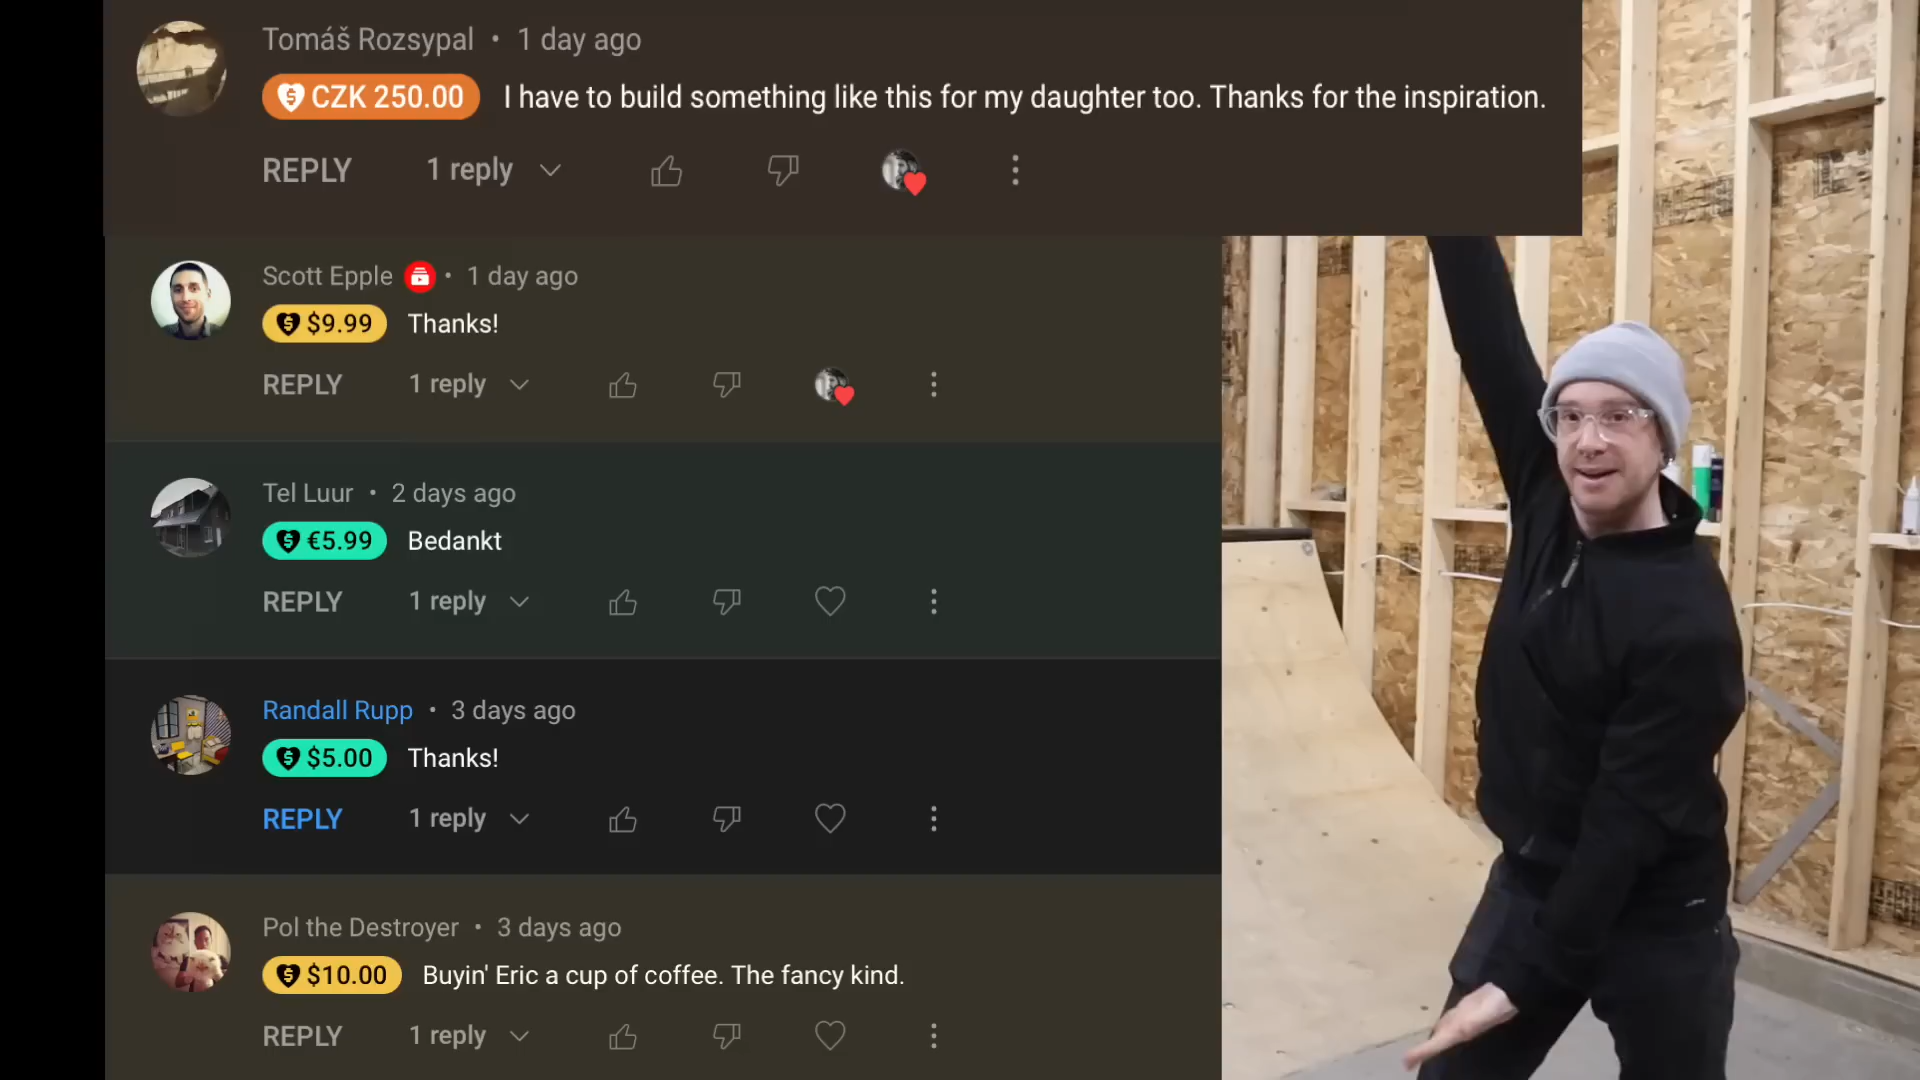 Tomáš Rozsypal • 1 day ago
CZK 250.00 I have to build something like this for my daughter too. Thanks for the inspiration.
REPLY 1 reply
Scott Epple • 1 day ago
$9.99 Thanks!
REPLY 1 reply
Tel Luur • 2 days ago
€5.99 Bedankt
REPLY 1 reply
Randall Rupp • 3 days ago
$5.00 Thanks!
REPLY 1 reply
Pol the Destroyer • 3 days ago
$10.00 Buyin' Eric a cup of coffee. The fancy kind.
REPLY 1 reply